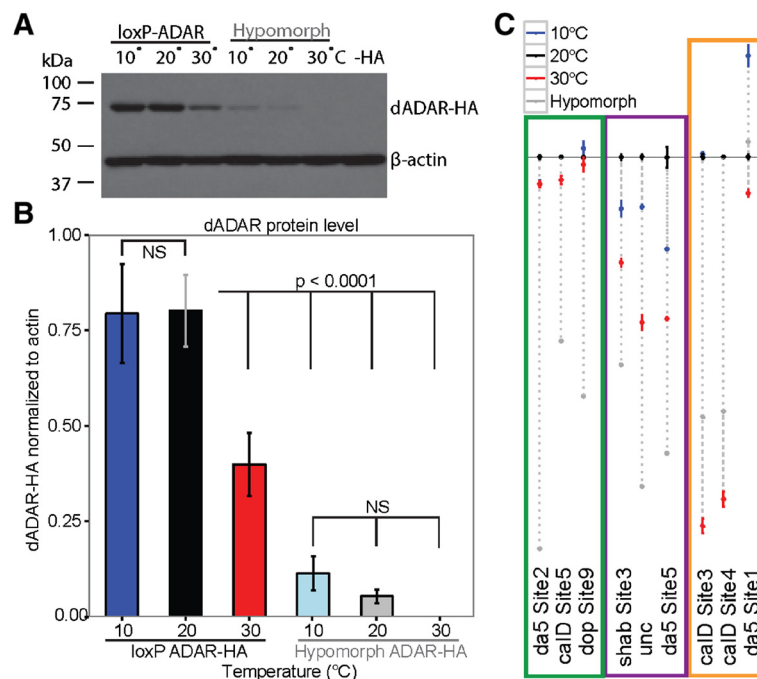 A
loxP-ADAR Hypomorph
10° 20° 30° 10° 20° 30°C -HA
kDa
100
75
50
37
dADAR-HA
β-actin
B
dADAR protein level
dADAR-HA normalized to actin
1.00
0.75
0.50
0.25
0.00
NS
p < 0.0001
NS
10 20 30 10 20 30
loxP ADAR-HA Hypomorph ADAR-HA
Temperature (°C)
C
10°C
20°C
30°C
Hypomorph
da5 Site2
calD Site5
dop Site9
shab Site3
unc
da5 Site5
calD Site3
calD Site4
da5 Site1